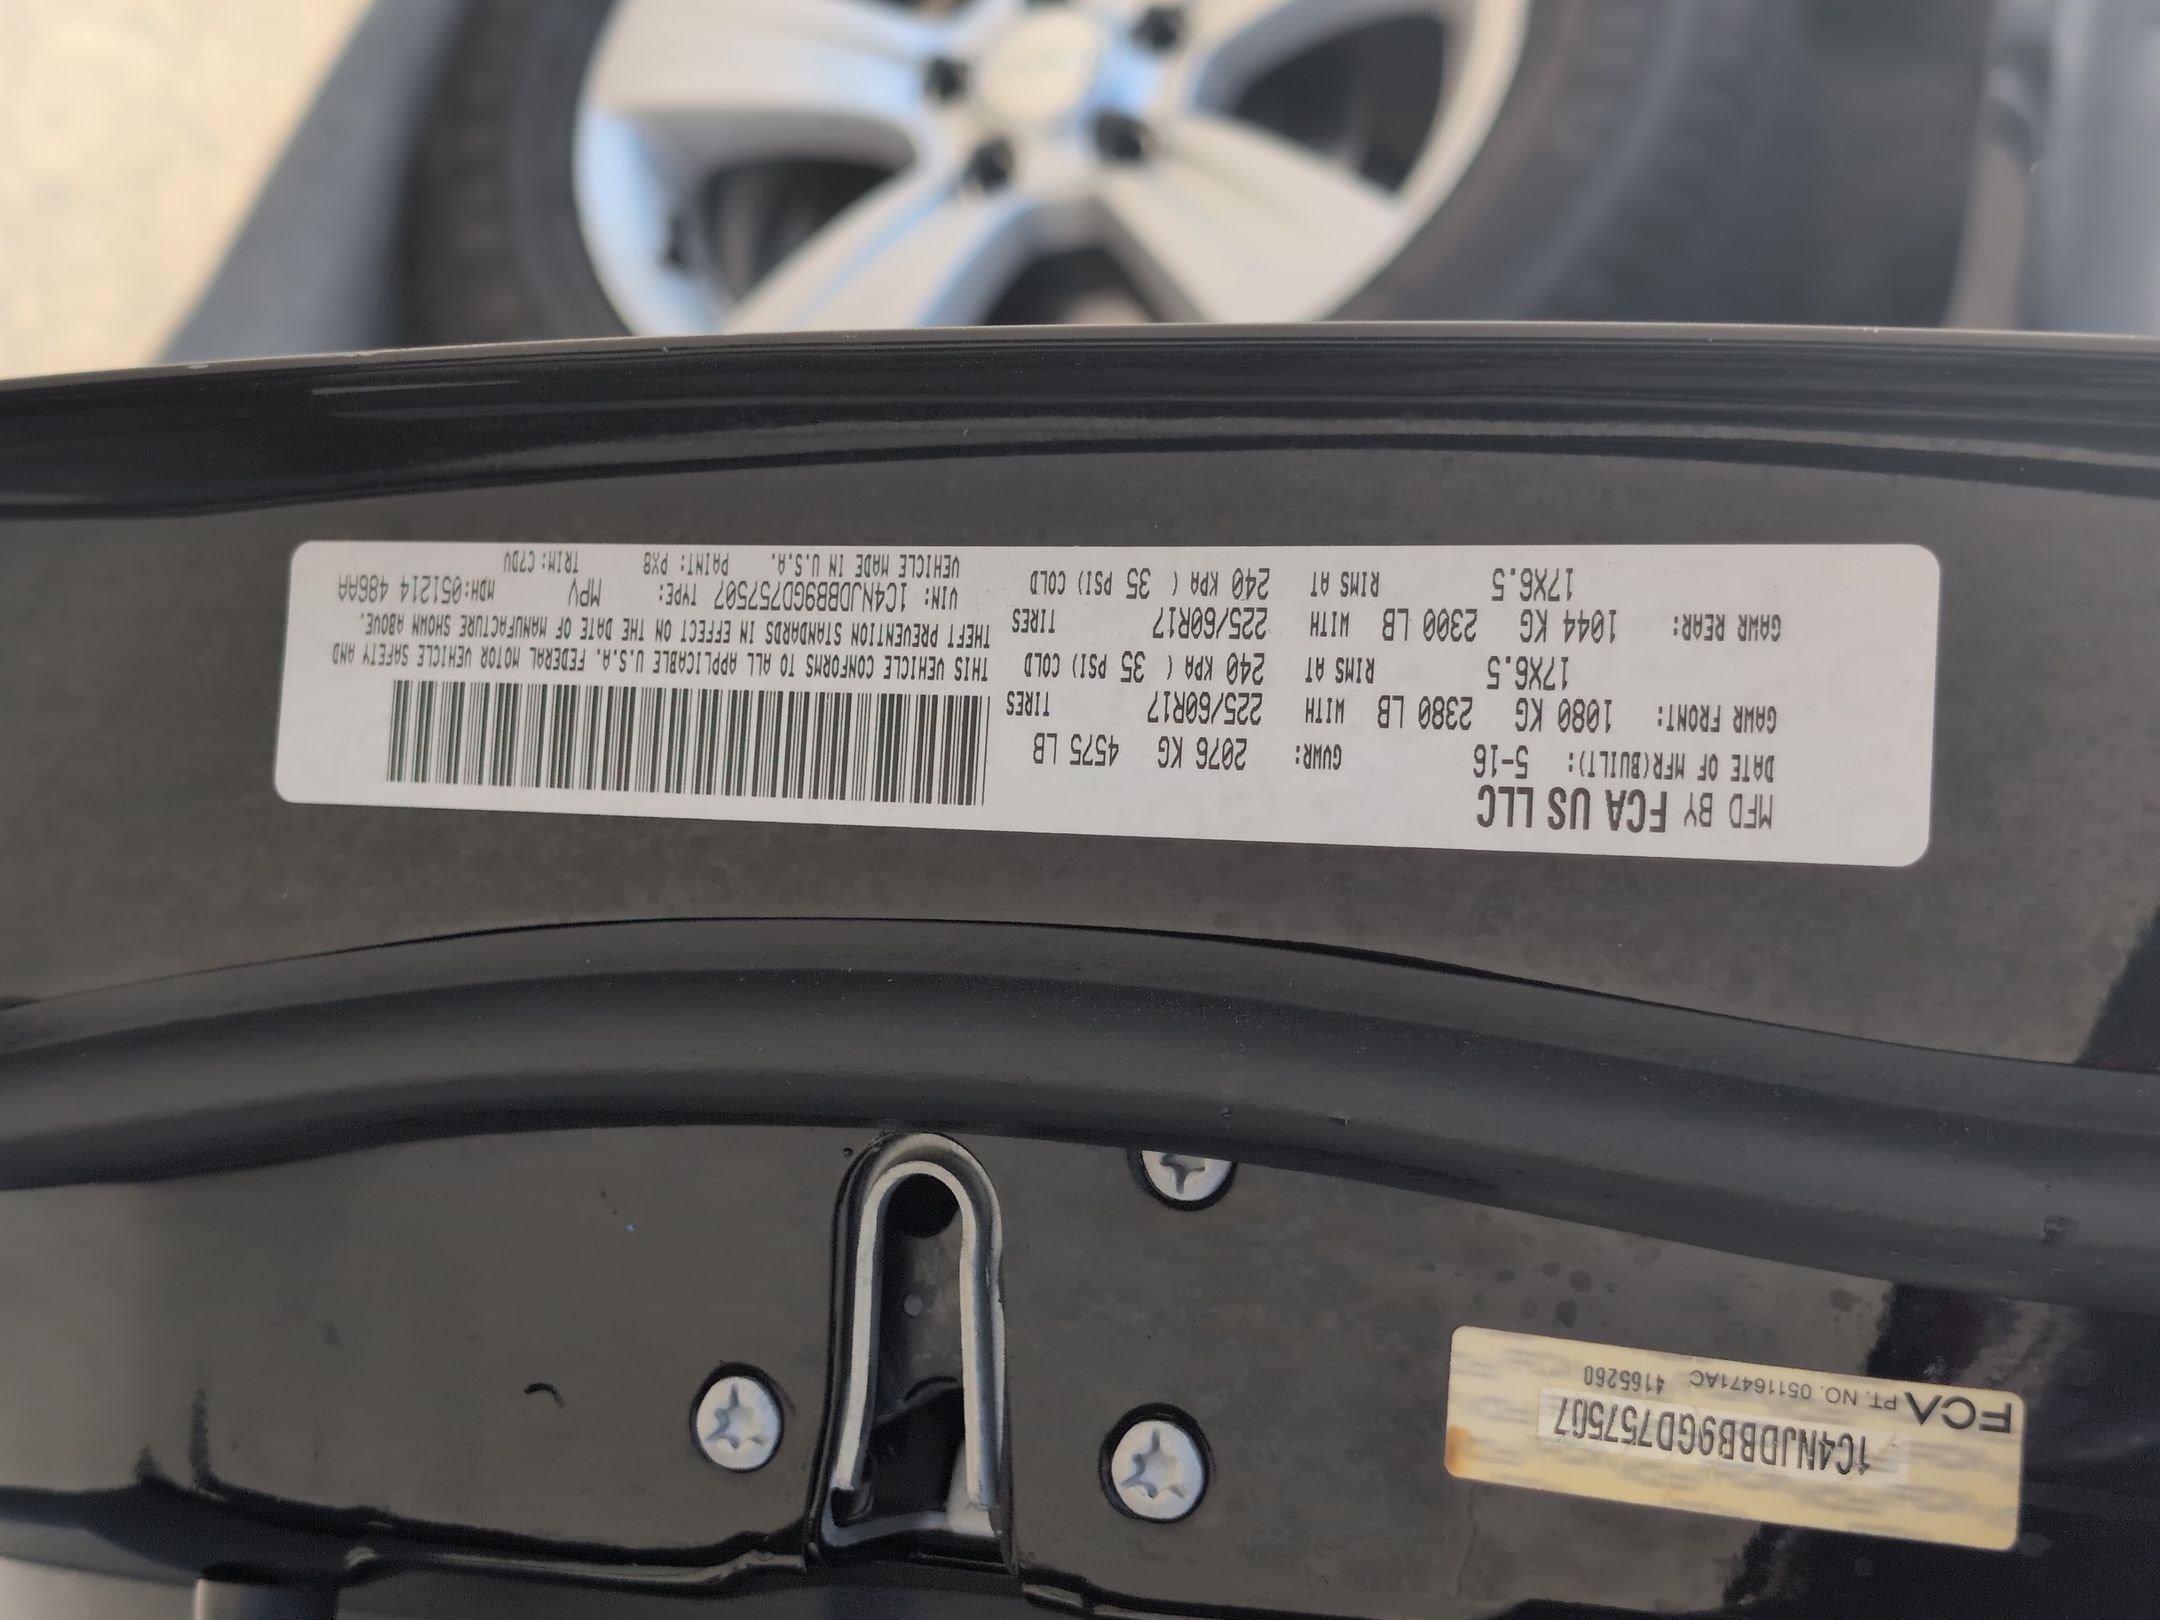 MFD BY FCA US LLC
DATE OF MFR(BUILT): 5-16 GVWR: 2076 KG 4575 LB
GAWR FRONT: 1080 KG 2380 LB WITH 225/60R17 TIRES
17X6.5 RIMS AT 240 KPA ( 35 PSI) COLD
GAWR REAR: 1044 KG 2300 LB WITH 225/60R17 TIRES
17X6.5 RIMS AT 240 KPA ( 35 PSI) COLD
THIS VEHICLE CONFORMS TO ALL APPLICABLE U.S.A. FEDERAL MOTOR VEHICLE SAFETY AND
THEFT PREVENTION STANDARDS IN EFFECT ON THE DATE OF MANUFACTURE SHOWN ABOVE.
VIN: 1C4NJDBB9GD757507 TYPE: MPV MDH:051214 486AA
VEHICLE MADE IN U.S.A. PAINT: PX8 TRIM: C7DV
1C4NJDBB9GD757507
FCA PT. NO. 05116471AC 4165260